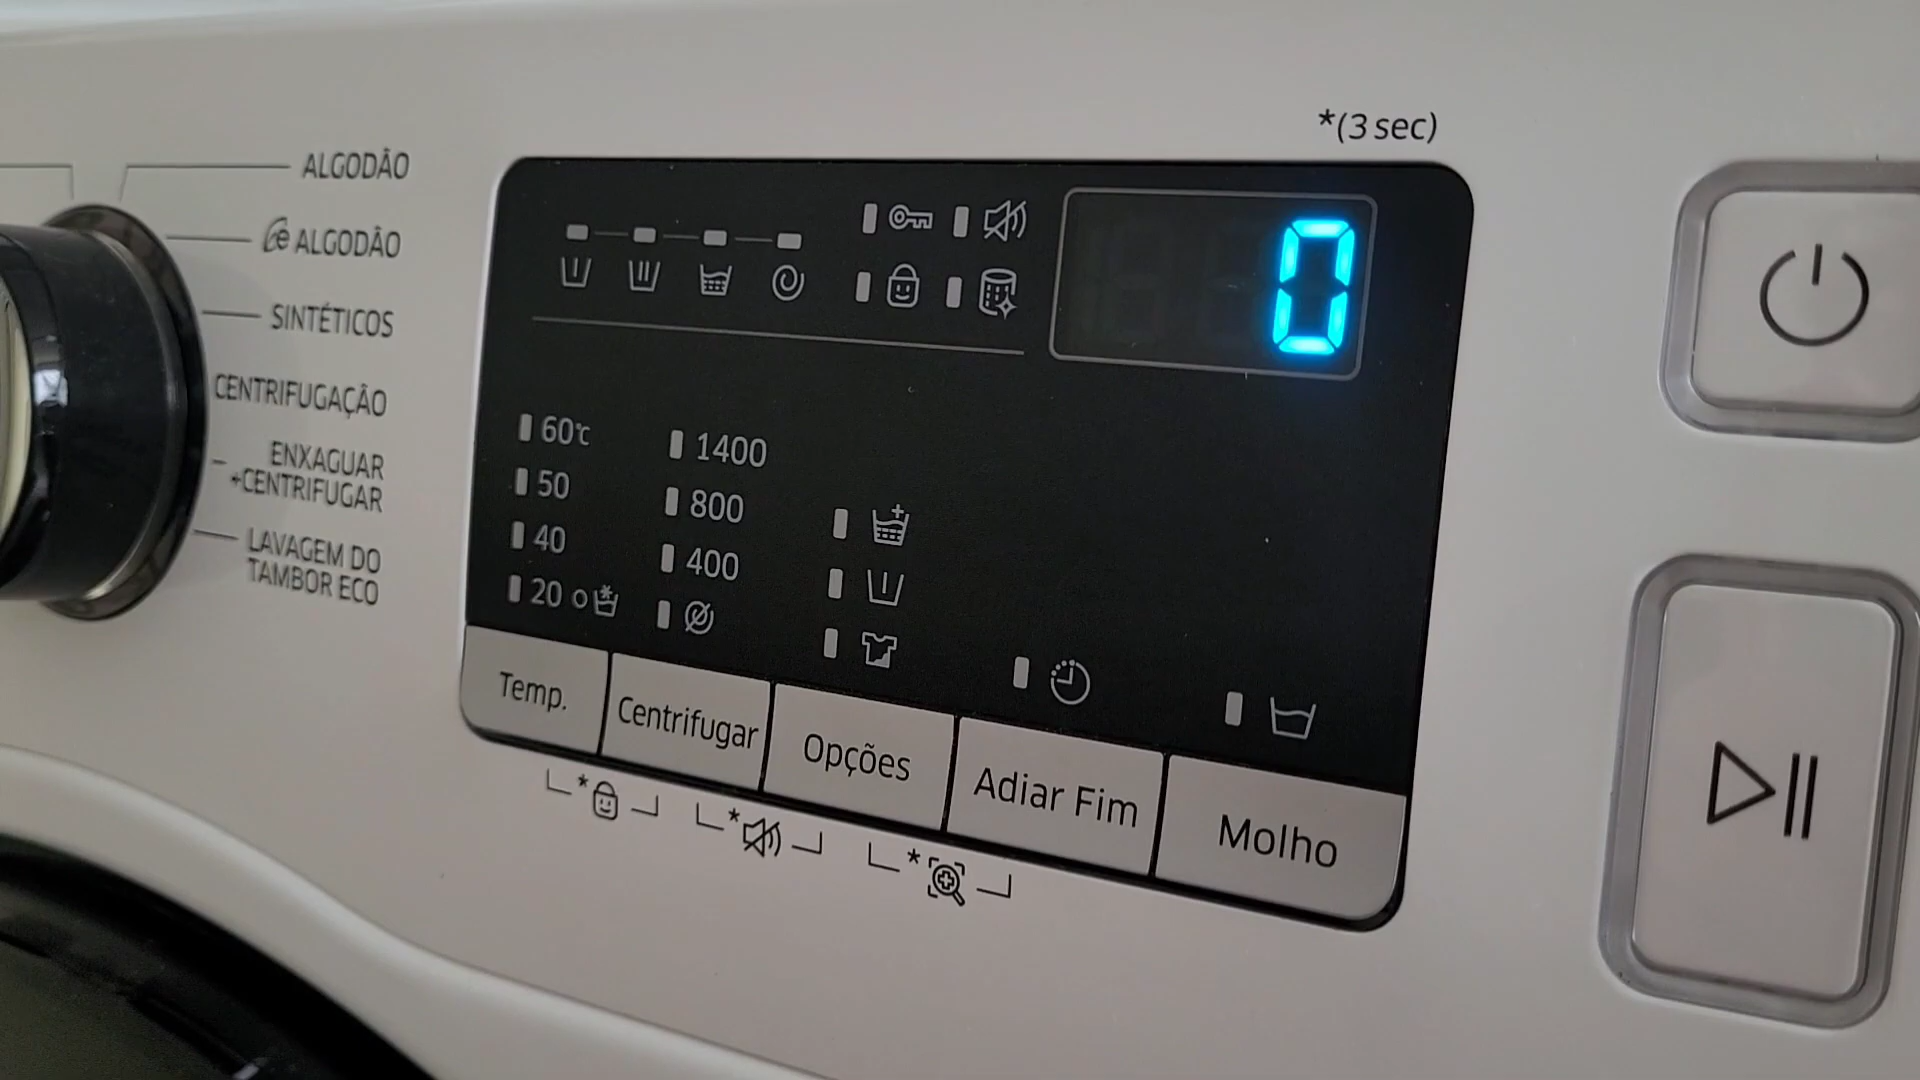 *(3 sec)
ALGODÃO
e ALGODÃO
SINTÉTICOS
CENTRIFUGAÇÃO
ENXAGUAR
+CENTRIFUGAR
LAVAGEM DO
TAMBOR ECO
0
60℃
50
40
20
1400
800
400
Temp.
Centrifugar
Opções
Adiar Fim
Molho
*
*
*